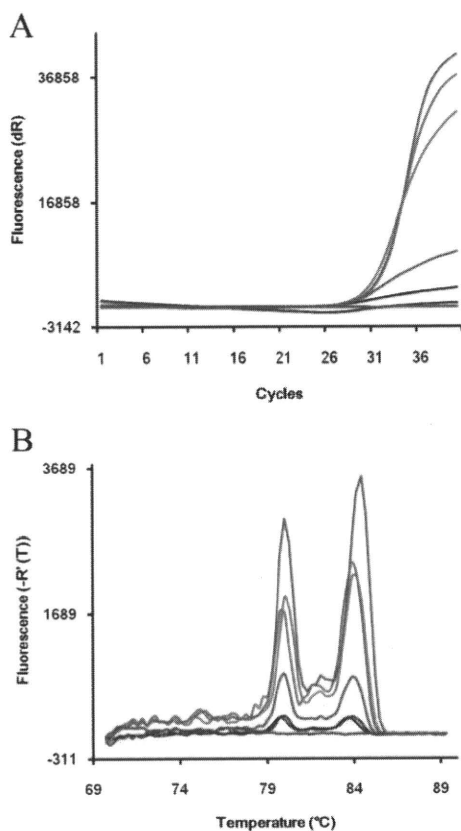 A
Fluorescence (dR)
36858
16858
-3142
1 6 11 16 21 26 31 36
Cycles
B
Fluorescence (-R' (T))
3689
1689
-311
69 74 79 84 89
Temperature (°C)